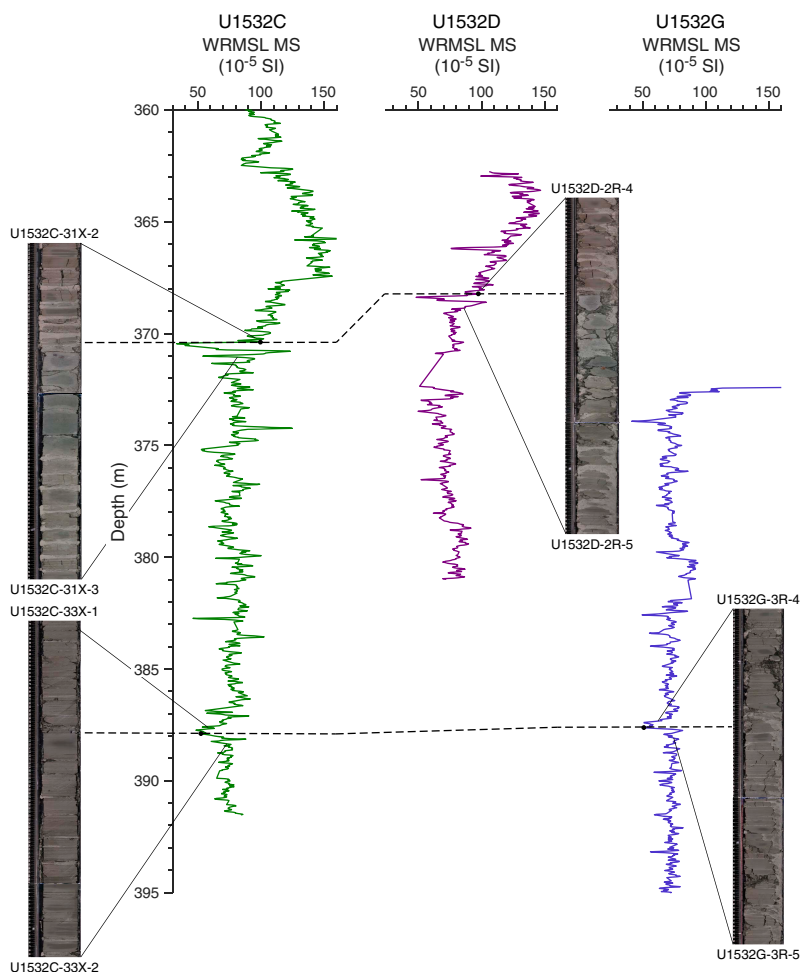 U1532C
WRMSL MS
(10-5 SI)
50 100 150
U1532D
WRMSL MS
(10-5 SI)
50 100 150
U1532G
WRMSL MS
(10-5 SI)
50 100 150
360
365
370
375
380
385
390
395
Depth (m)
U1532C-31X-2
U1532C-31X-3
U1532C-33X-1
U1532C-33X-2
U1532D-2R-4
U1532D-2R-5
U1532G-3R-4
U1532G-3R-5